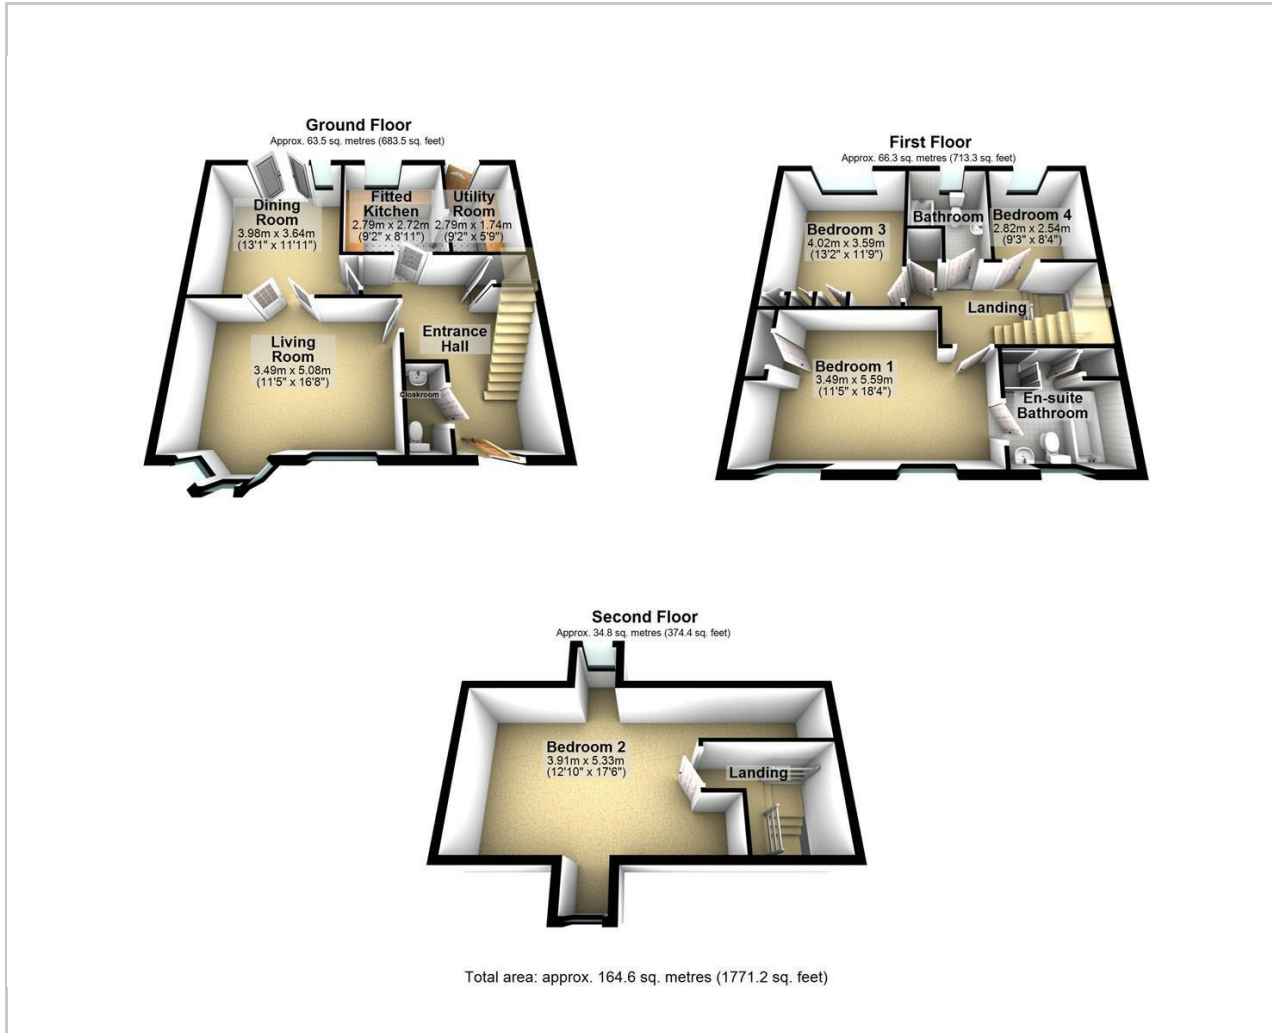 Ground Floor
Approx. 63.5 sq. metres (683.5 sq. feet)
Dining
Room
3.98m x 3.64m
(13'1" x 11'11")
Fitted
Kitchen
2.79m x 2.72m
(9'2" x 8'11")
Utility
Room
2.79m x 1.74m
(9'2" x 5'9")
Living
Room
3.49m x 5.08m
(11'5" x 16'8")
Entrance
Hall
Cloakroom
First Floor
Approx. 66.3 sq. metres (713.3 sq. feet)
Bedroom 3
4.02m x 3.59m
(13'2" x 11'9")
Bathroom
Bedroom 4
2.82m x 2.54m
(9'3" x 8'4")
Landing
Bedroom 1
3.49m x 5.59m
(11'5" x 18'4")
En-suite
Bathroom
Second Floor
Approx. 34.8 sq. metres (374.4 sq. feet)
Bedroom 2
3.91m x 5.33m
(12'10" x 17'6")
Landing
Total area: approx. 164.6 sq. metres (1771.2 sq. feet)